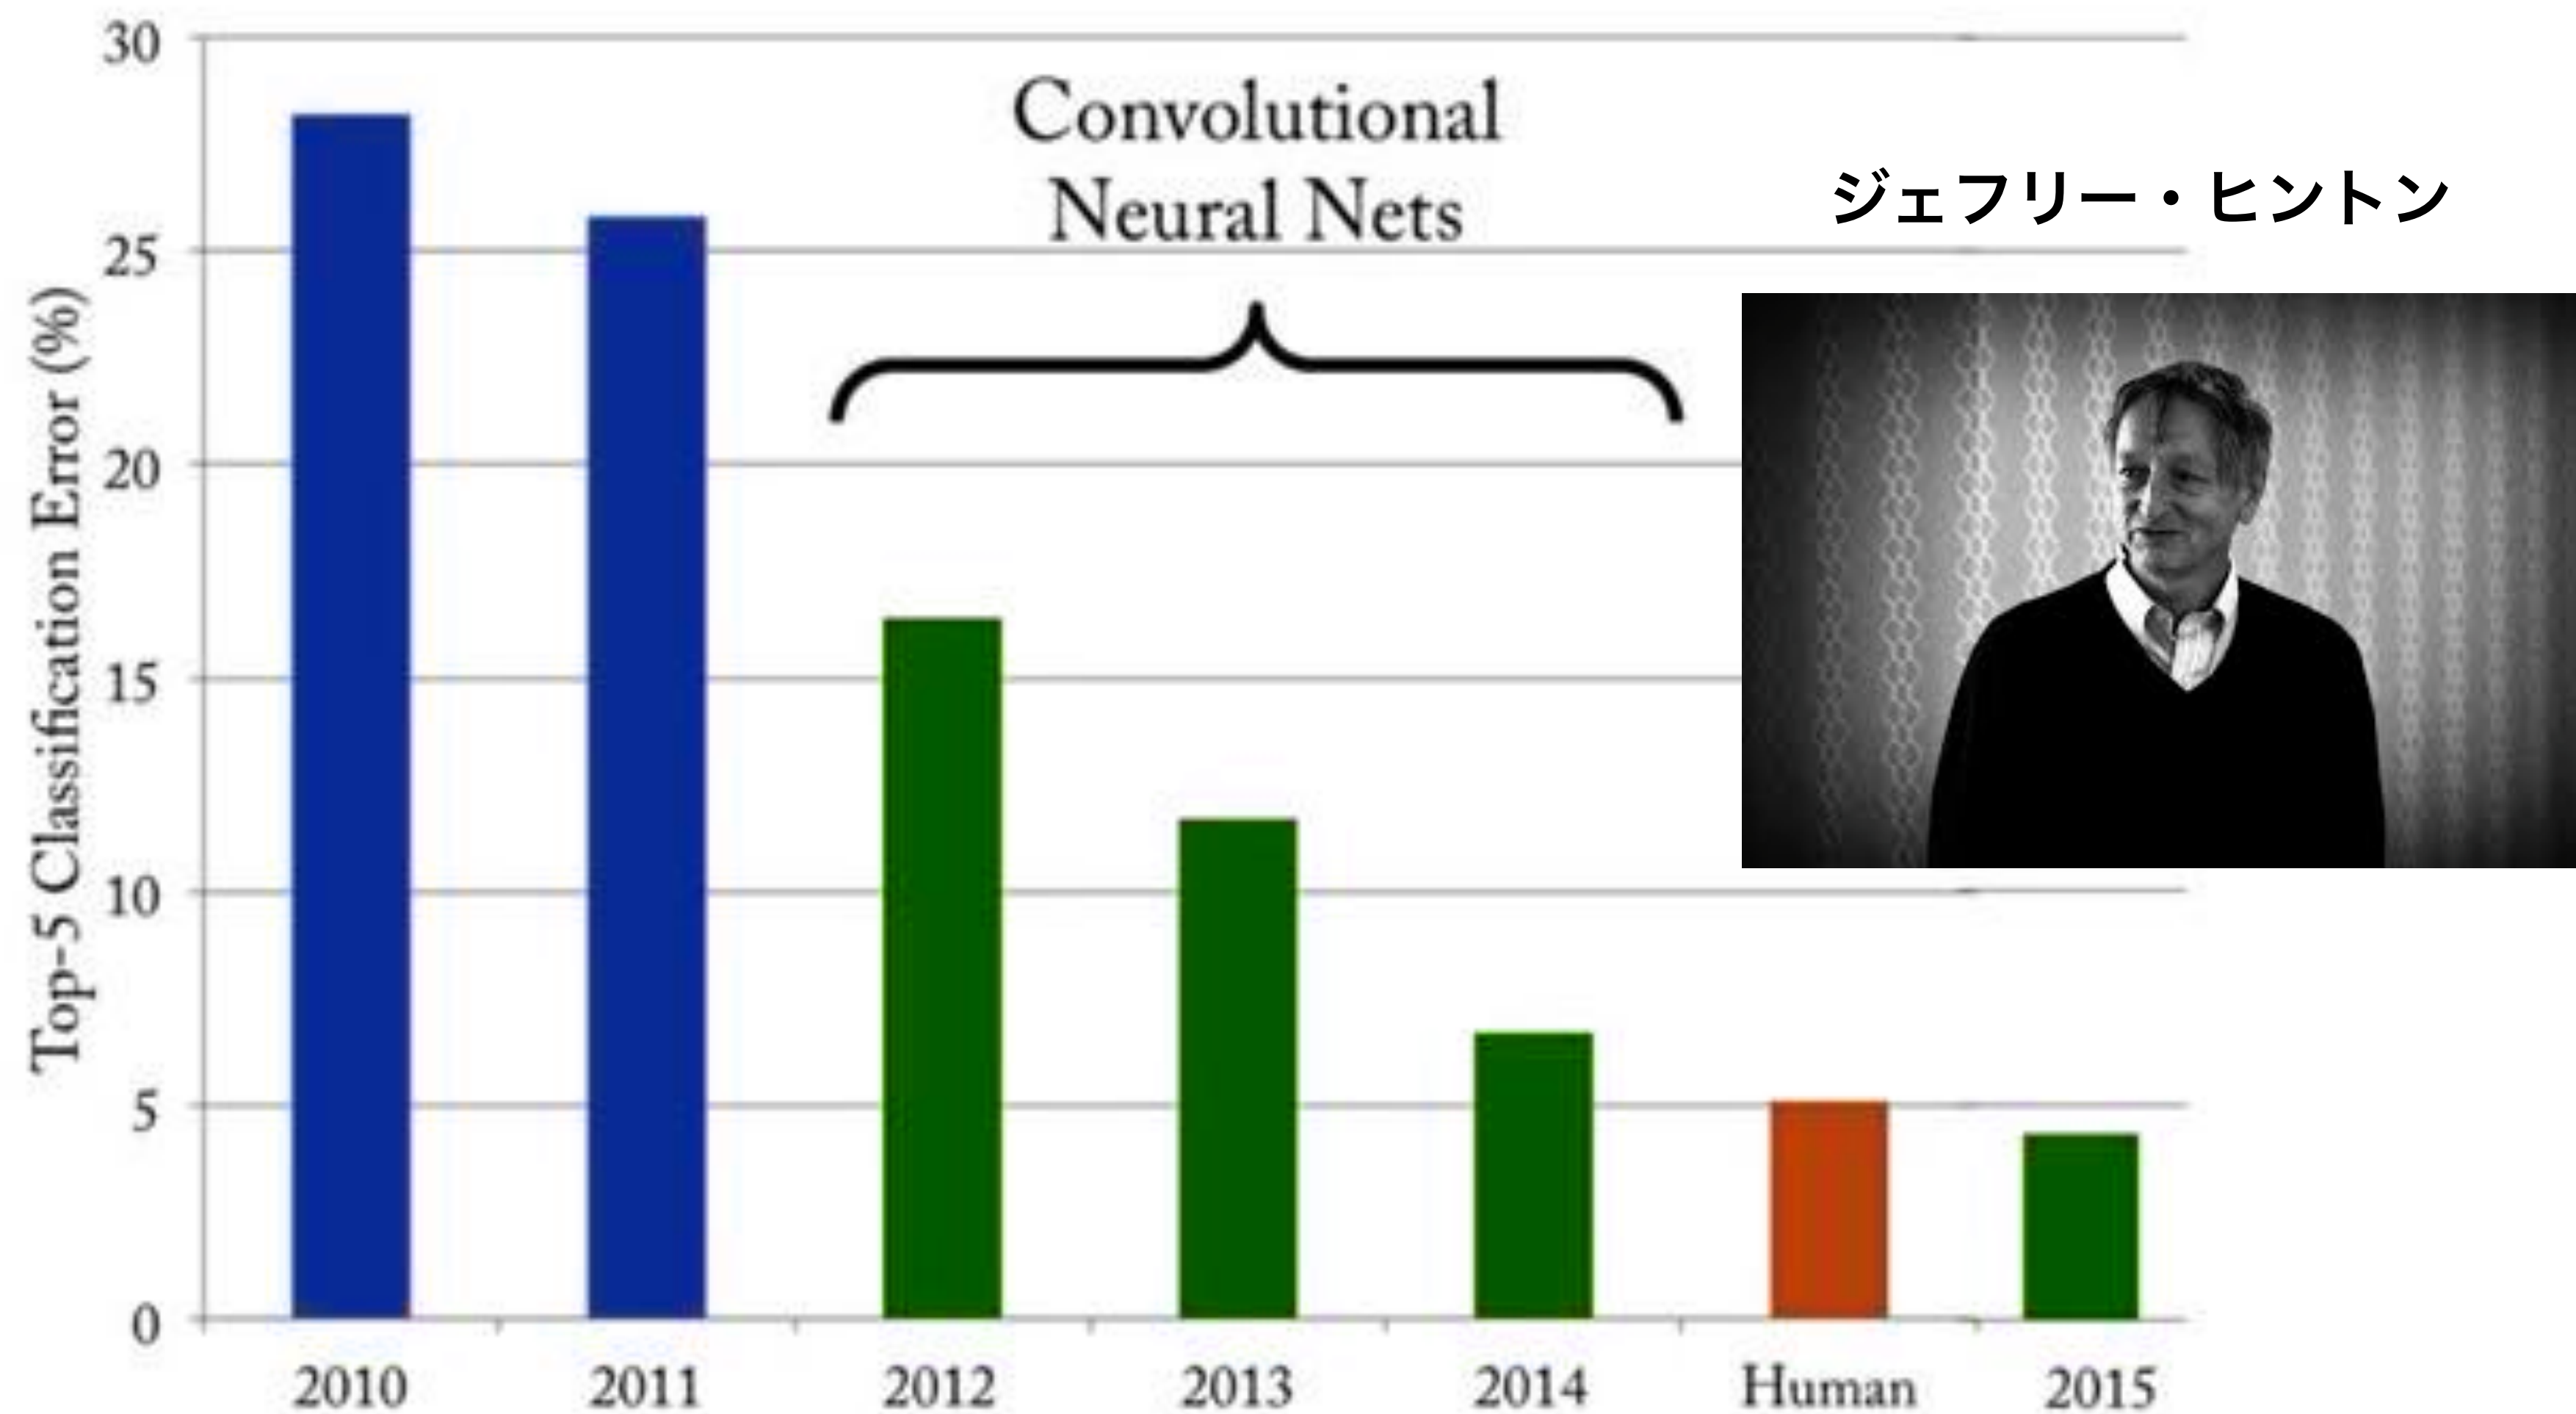 30
Convolutional
Neural Nets
ジェフリー・ヒントン
25
20
15
10
5
0
Top-5 Classification Error (%)
2010 2011 2012 2013 2014 Human 2015